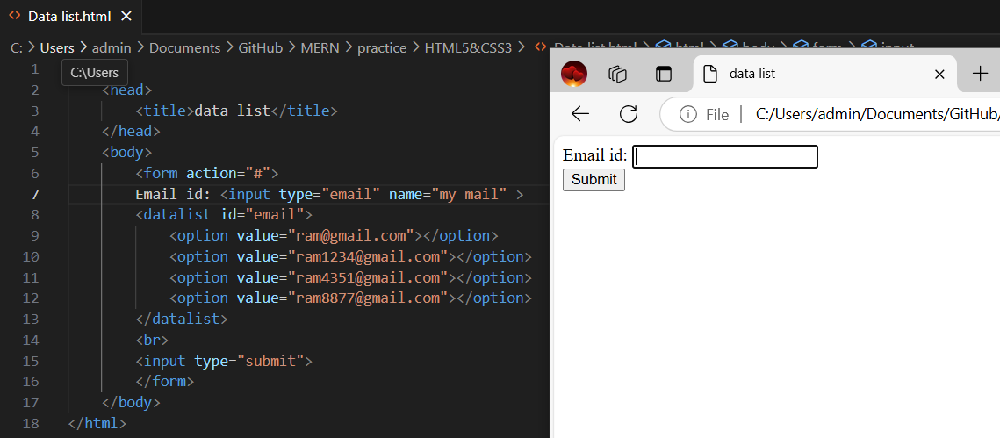 Data list.html
C: > Users > admin > Documents > GitHub > MERN > practice > HTML5&CSS3 > Data list.html > html > body > form > input
C:\Users
1
2 <head>
3 <title>data list</title>
4 </head>
5 <body>
6 <form action="#">
7 Email id: <input type="email" name="my mail" >
8 <datalist id="email">
9 <option value="ram@gmail.com"></option>
10 <option value="ram1234@gmail.com"></option>
11 <option value="ram4351@gmail.com"></option>
12 <option value="ram8877@gmail.com"></option>
13 </datalist>
14 <br>
15 <input type="submit">
16 </form>
17 </body>
18 </html>
data list
File | C:/Users/admin/Documents/GitHub/
Email id:
Submit